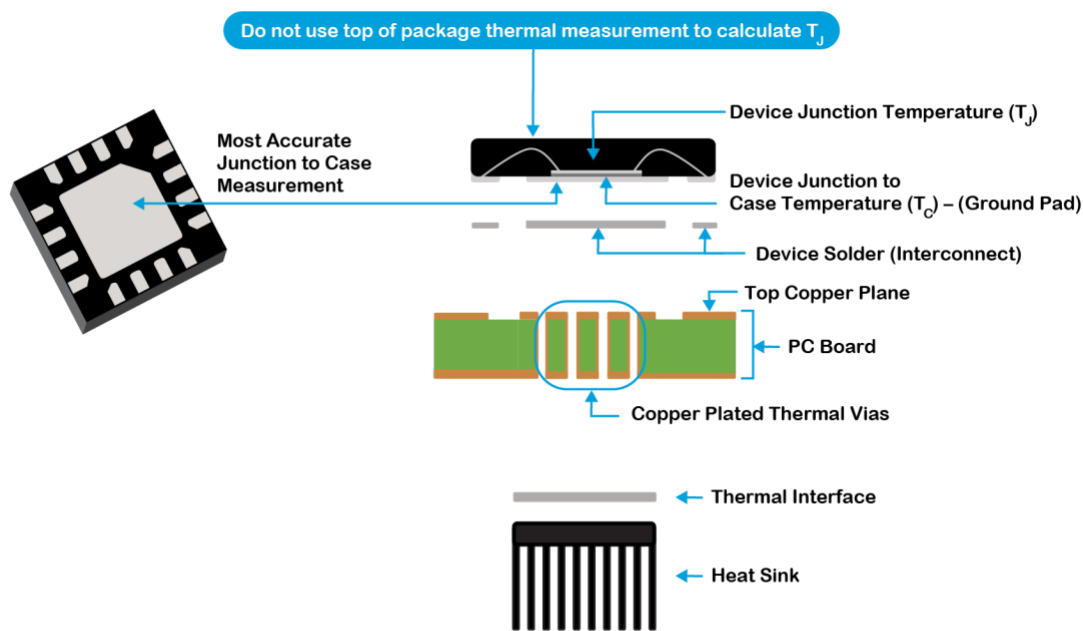 Do not use top of package thermal measurement to calculate TJ
Most Accurate
Junction to Case
Measurement
Device Junction Temperature (TJ)
Device Junction to
Case Temperature (TC) – (Ground Pad)
Device Solder (Interconnect)
Top Copper Plane
PC Board
Copper Plated Thermal Vias
Thermal Interface
Heat Sink